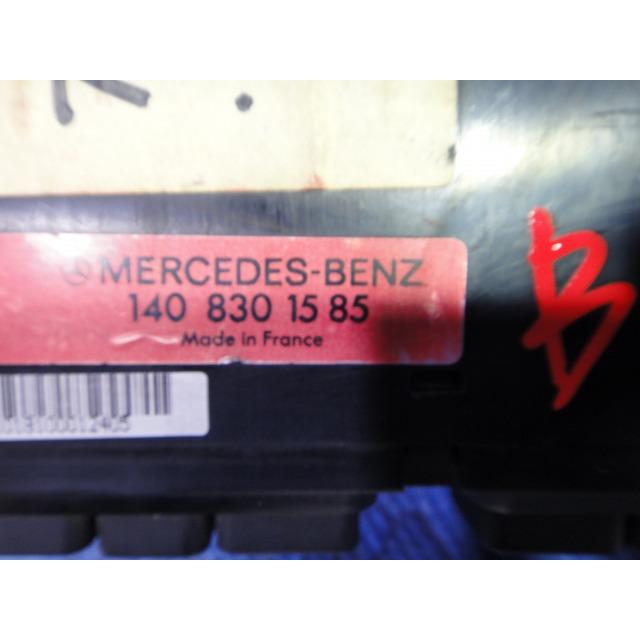 MERCEDES-BENZ
140 830 15 85
Made in France
B